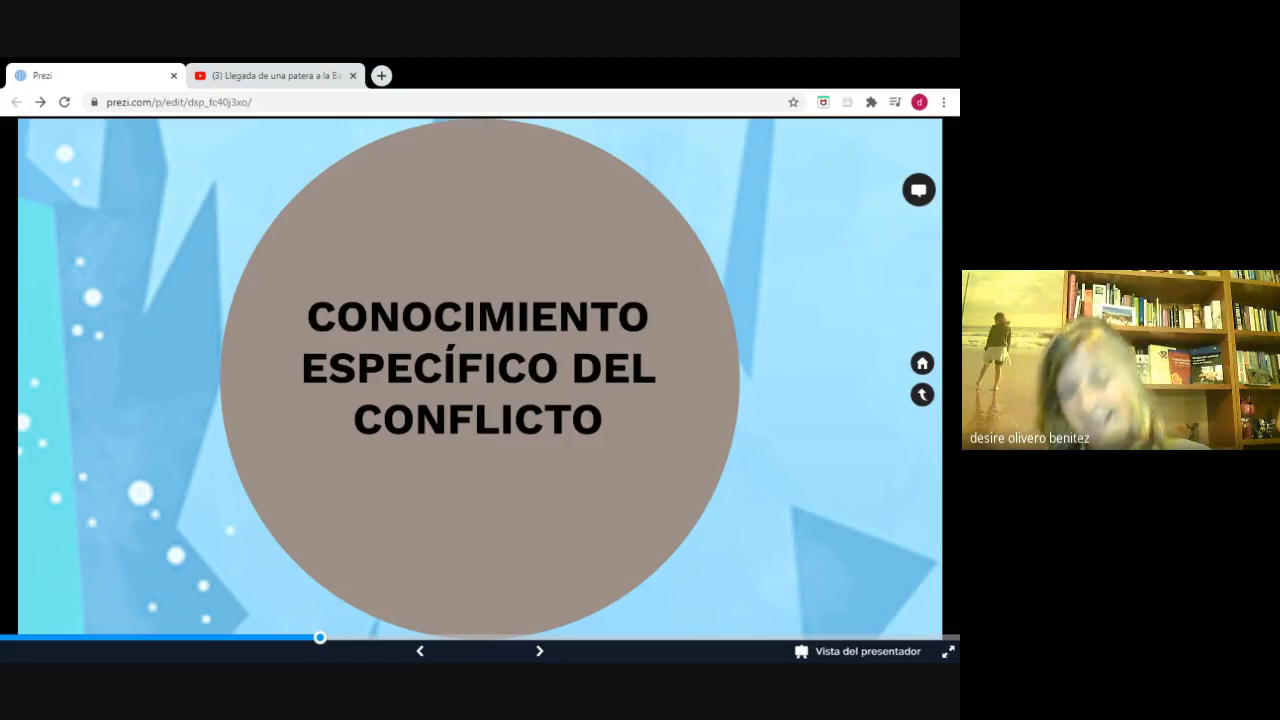 Prezi
(3) Llegada de una patera a la Ba
prezi.com/p/edit/dsp_fc40j3xo/
d
CONOCIMIENTO
ESPECÍFICO DEL
CONFLICTO
desire olivero benitez
Vista del presentador